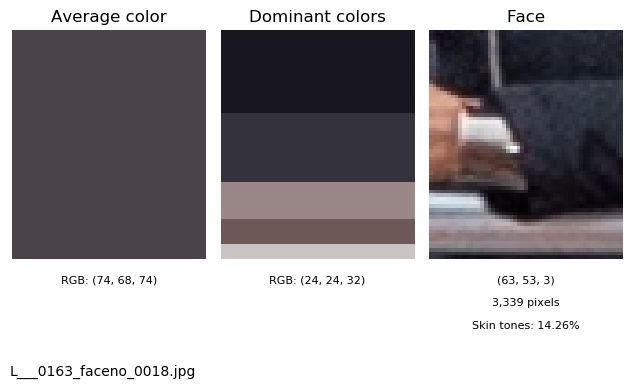 Average color
Dominant colors
Face
RGB: (74, 68, 74)
RGB: (24, 24, 32)
(63, 53, 3)
3,339 pixels
Skin tones: 14.26%
L___0163_faceno_0018.jpg